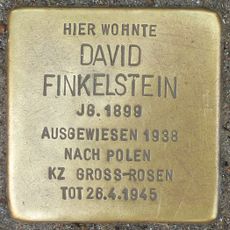 HIER WOHNTE
DAVID
FINKELSTEIN
JG. 1899
AUSGEWIESEN 1938
NACH POLEN
KZ GROSS-ROSEN
TOT 26.4.1945